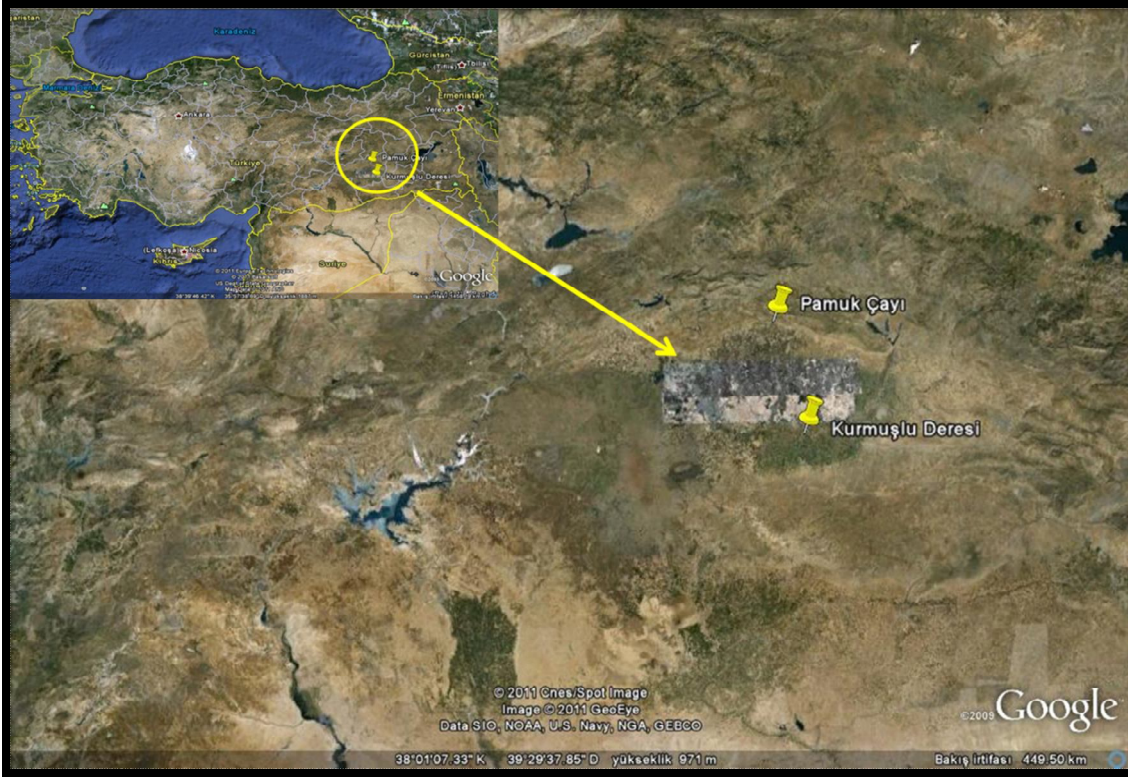 Karadeniz
Gürcistan
(Tiflis) Tbilisi
Ermenistan
Yerevan
Ankara
Türkiye
Pamuk Çayı
Kurmuşlu Deresi
(Lefkoşa) Nicosia
Kıbrıs
Suriye
Google
Pamuk Çayı
Kurmuşlu Deresi
© 2011 Cnes/Spot Image
Image © 2011 GeoEye
Data SIO, NOAA, U.S. Navy, NGA, GEBCO
©2009 Google
38°01'07.33" K 39°29'37.85" D yükseklik 971 m Bakış irtifası 449.50 km